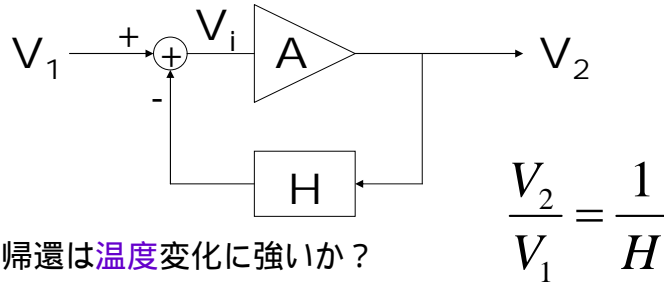 V₁ + + Vᵢ A V₂
-
H
帰還は温度変化に強いか？
V₂/V₁ = 1/H